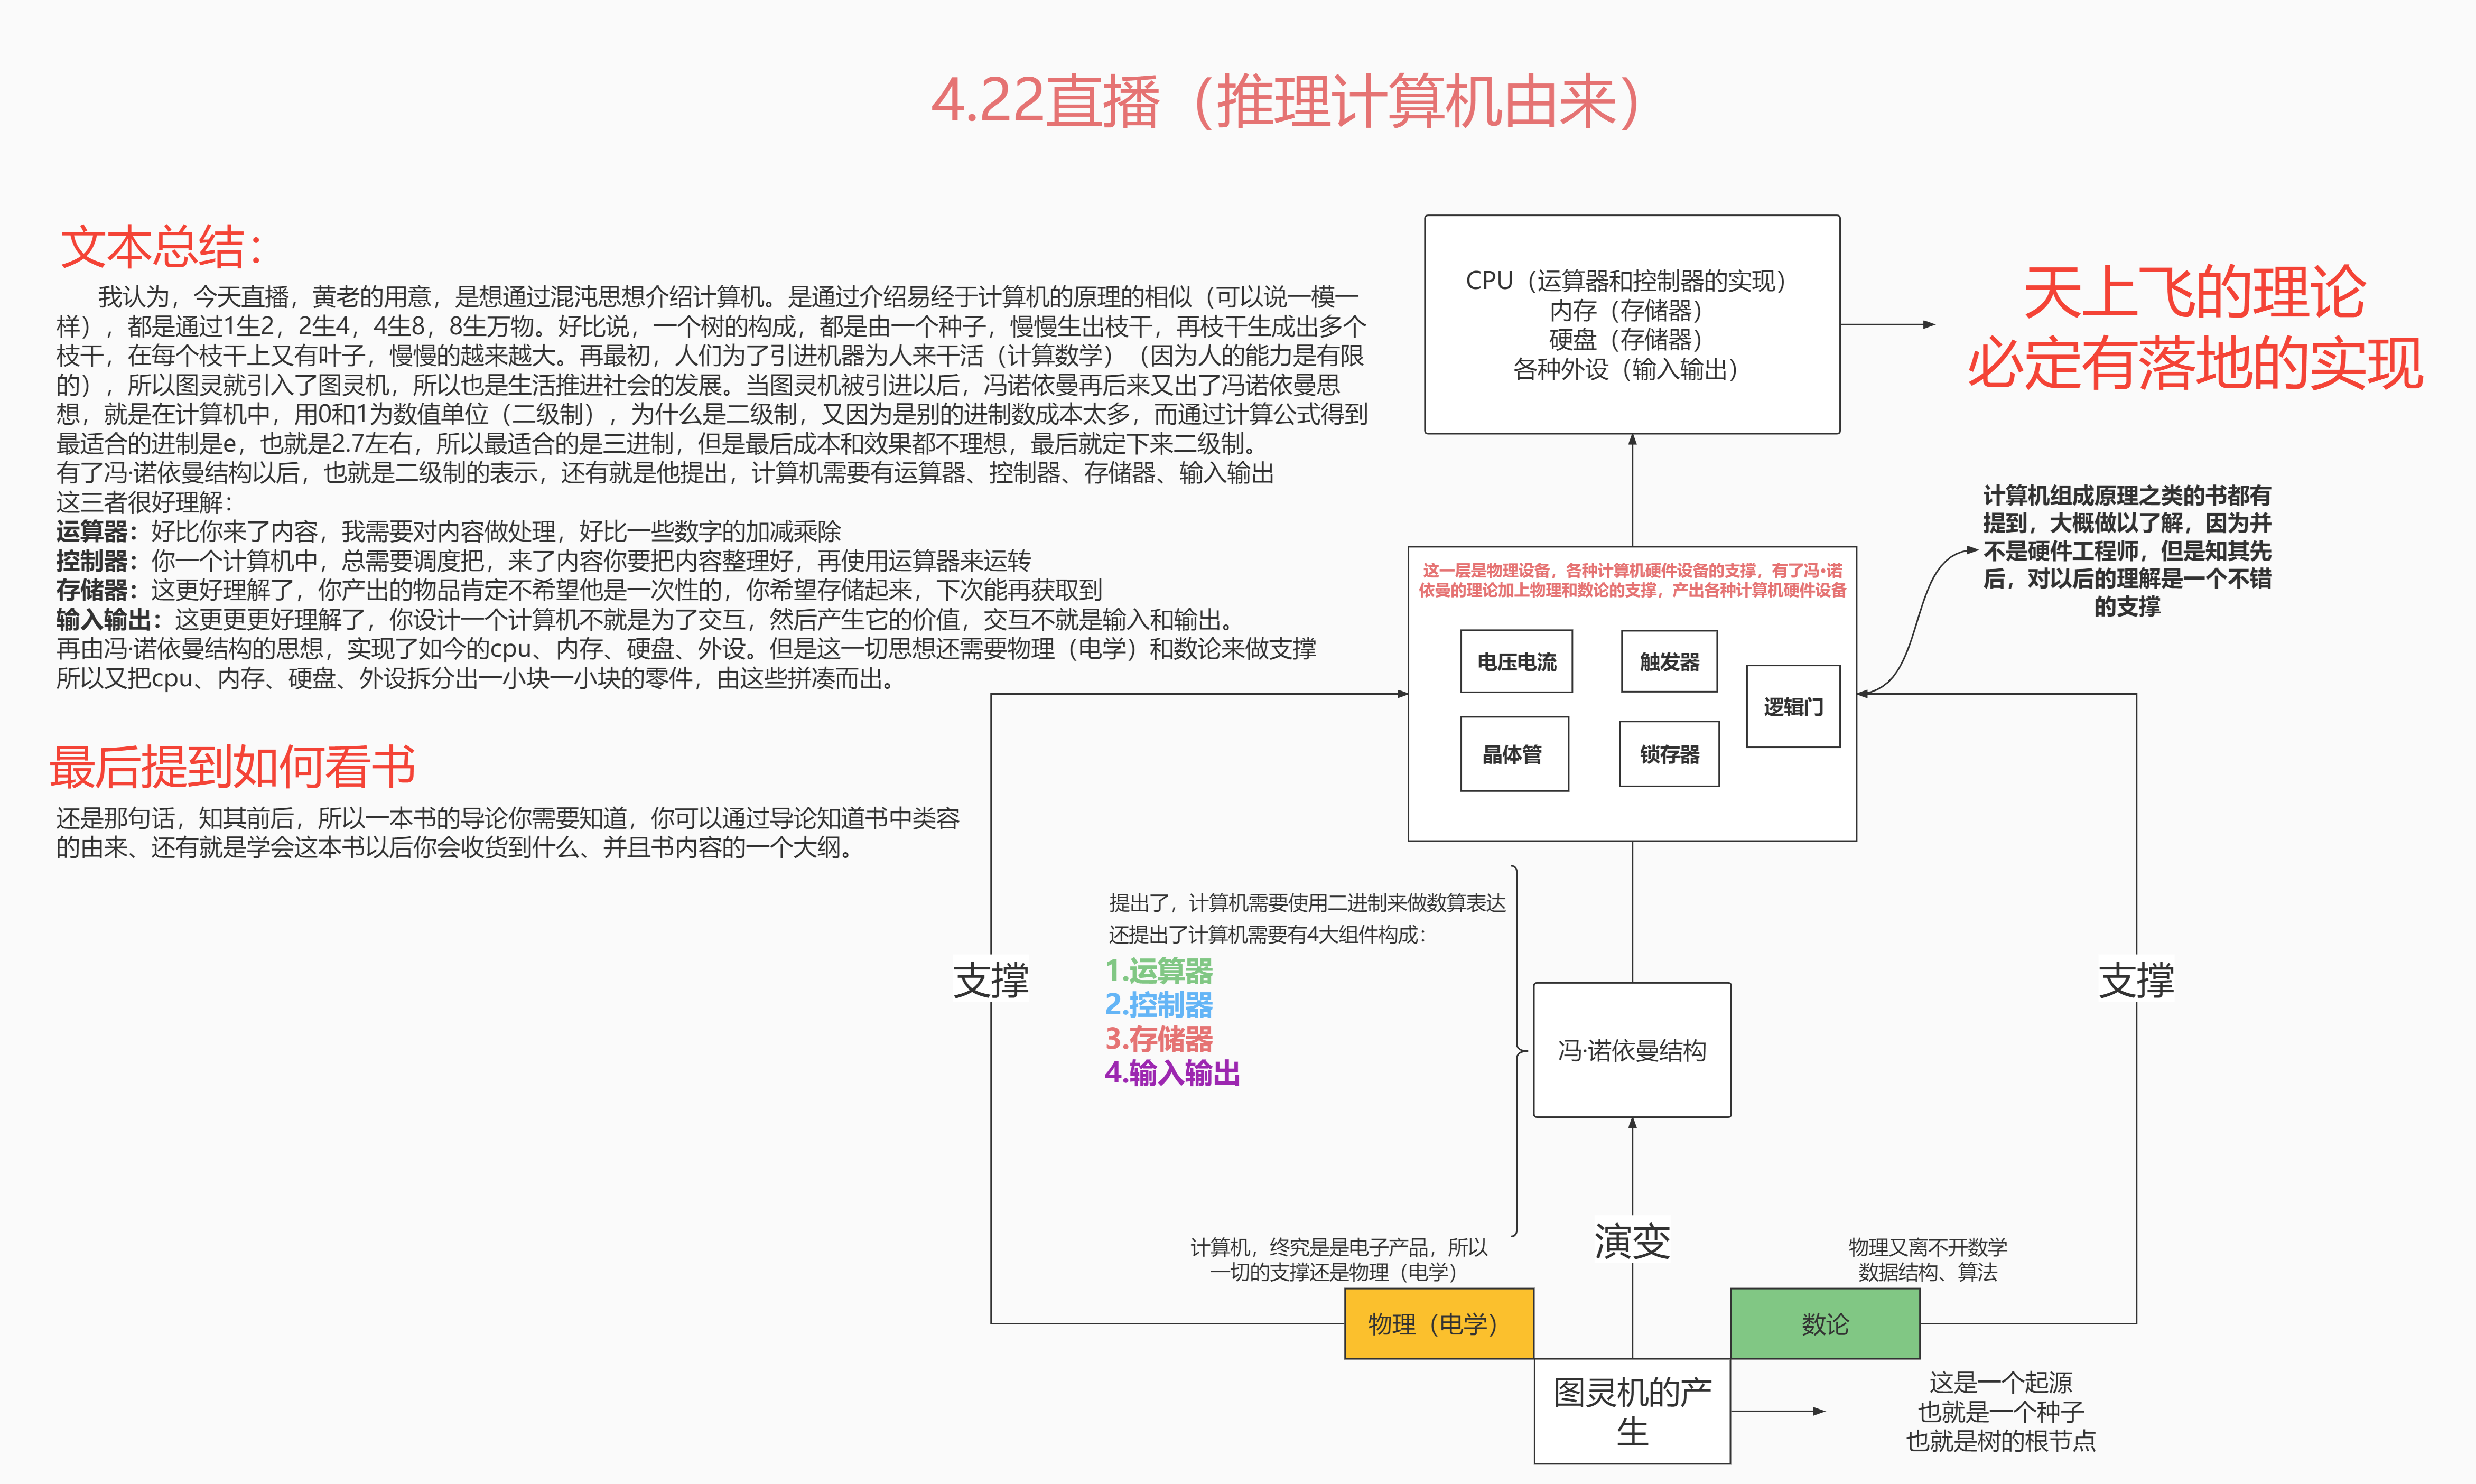 4.22直播（推理计算机由来）
文本总结：
我认为，今天直播，黄老的用意，是想通过混沌思想介绍计算机。是通过介绍易经于计算机的原理的相似（可以说一模一
样），都是通过1生2，2生4，4生8，8生万物。好比说，一个树的构成，都是由一个种子，慢慢生出枝干，再枝干生成出多个
枝干，在每个枝干上又有叶子，慢慢的越来越大。再最初，人们为了引进机器为人来干活（计算数学）（因为人的能力是有限
的），所以图灵就引入了图灵机，所以也是生活推进社会的发展。当图灵机被引进以后，冯诺依曼再后来又出了冯诺依曼思
想，就是在计算机中，用0和1为数值单位（二级制），为什么是二级制，又因为是别的进制数成本太多，而通过计算公式得到
最适合的进制是e，也就是2.7左右，所以最适合的是三进制，但是最后成本和效果都不理想，最后就定下来二级制。
有了冯·诺依曼结构以后，也就是二级制的表示，还有就是他提出，计算机需要有运算器、控制器、存储器、输入输出
这三者很好理解：
运算器：好比你来了内容，我需要对内容做处理，好比一些数字的加减乘除
控制器：你一个计算机中，总需要调度把，来了内容你要把内容整理好，再使用运算器来运转
存储器：这更好理解了，你产出的物品肯定不希望他是一次性的，你希望存储起来，下次能再获取到
输入输出：这更更更好理解了，你设计一个计算机不就是为了交互，然后产生它的价值，交互不就是输入和输出。
再由冯·诺依曼结构的思想，实现了如今的cpu、内存、硬盘、外设。但是这一切思想还需要物理（电学）和数论来做支撑
所以又把cpu、内存、硬盘、外设拆分出一小块一小块的零件，由这些拼凑而出。
最后提到如何看书
还是那句话，知其前后，所以一本书的导论你需要知道，你可以通过导论知道书中类容
的由来、还有就是学会这本书以后你会收货到什么、并且书内容的一个大纲。
CPU（运算器和控制器的实现）
内存（存储器）
硬盘（存储器）
各种外设（输入输出）
天上飞的理论
必定有落地的实现
计算机组成原理之类的书都有
提到，大概做以了解，因为并
不是硬件工程师，但是知其先
后，对以后的理解是一个不错
的支撑
这一层是物理设备，各种计算机硬件设备的支撑，有了冯·诺
依曼的理论加上物理和数论的支撑，产出各种计算机硬件设备
电压电流
触发器
逻辑门
晶体管
锁存器
提出了，计算机需要使用二进制来做数算表达
还提出了计算机需要有4大组件构成：
1.运算器
2.控制器
3.存储器
4.输入输出
支撑
冯·诺依曼结构
支撑
演变
计算机，终究是是电子产品，所以
一切的支撑还是物理（电学）
物理又离不开数学
数据结构、算法
物理（电学）
数论
图灵机的产
生
这是一个起源
也就是一个种子
也就是树的根节点